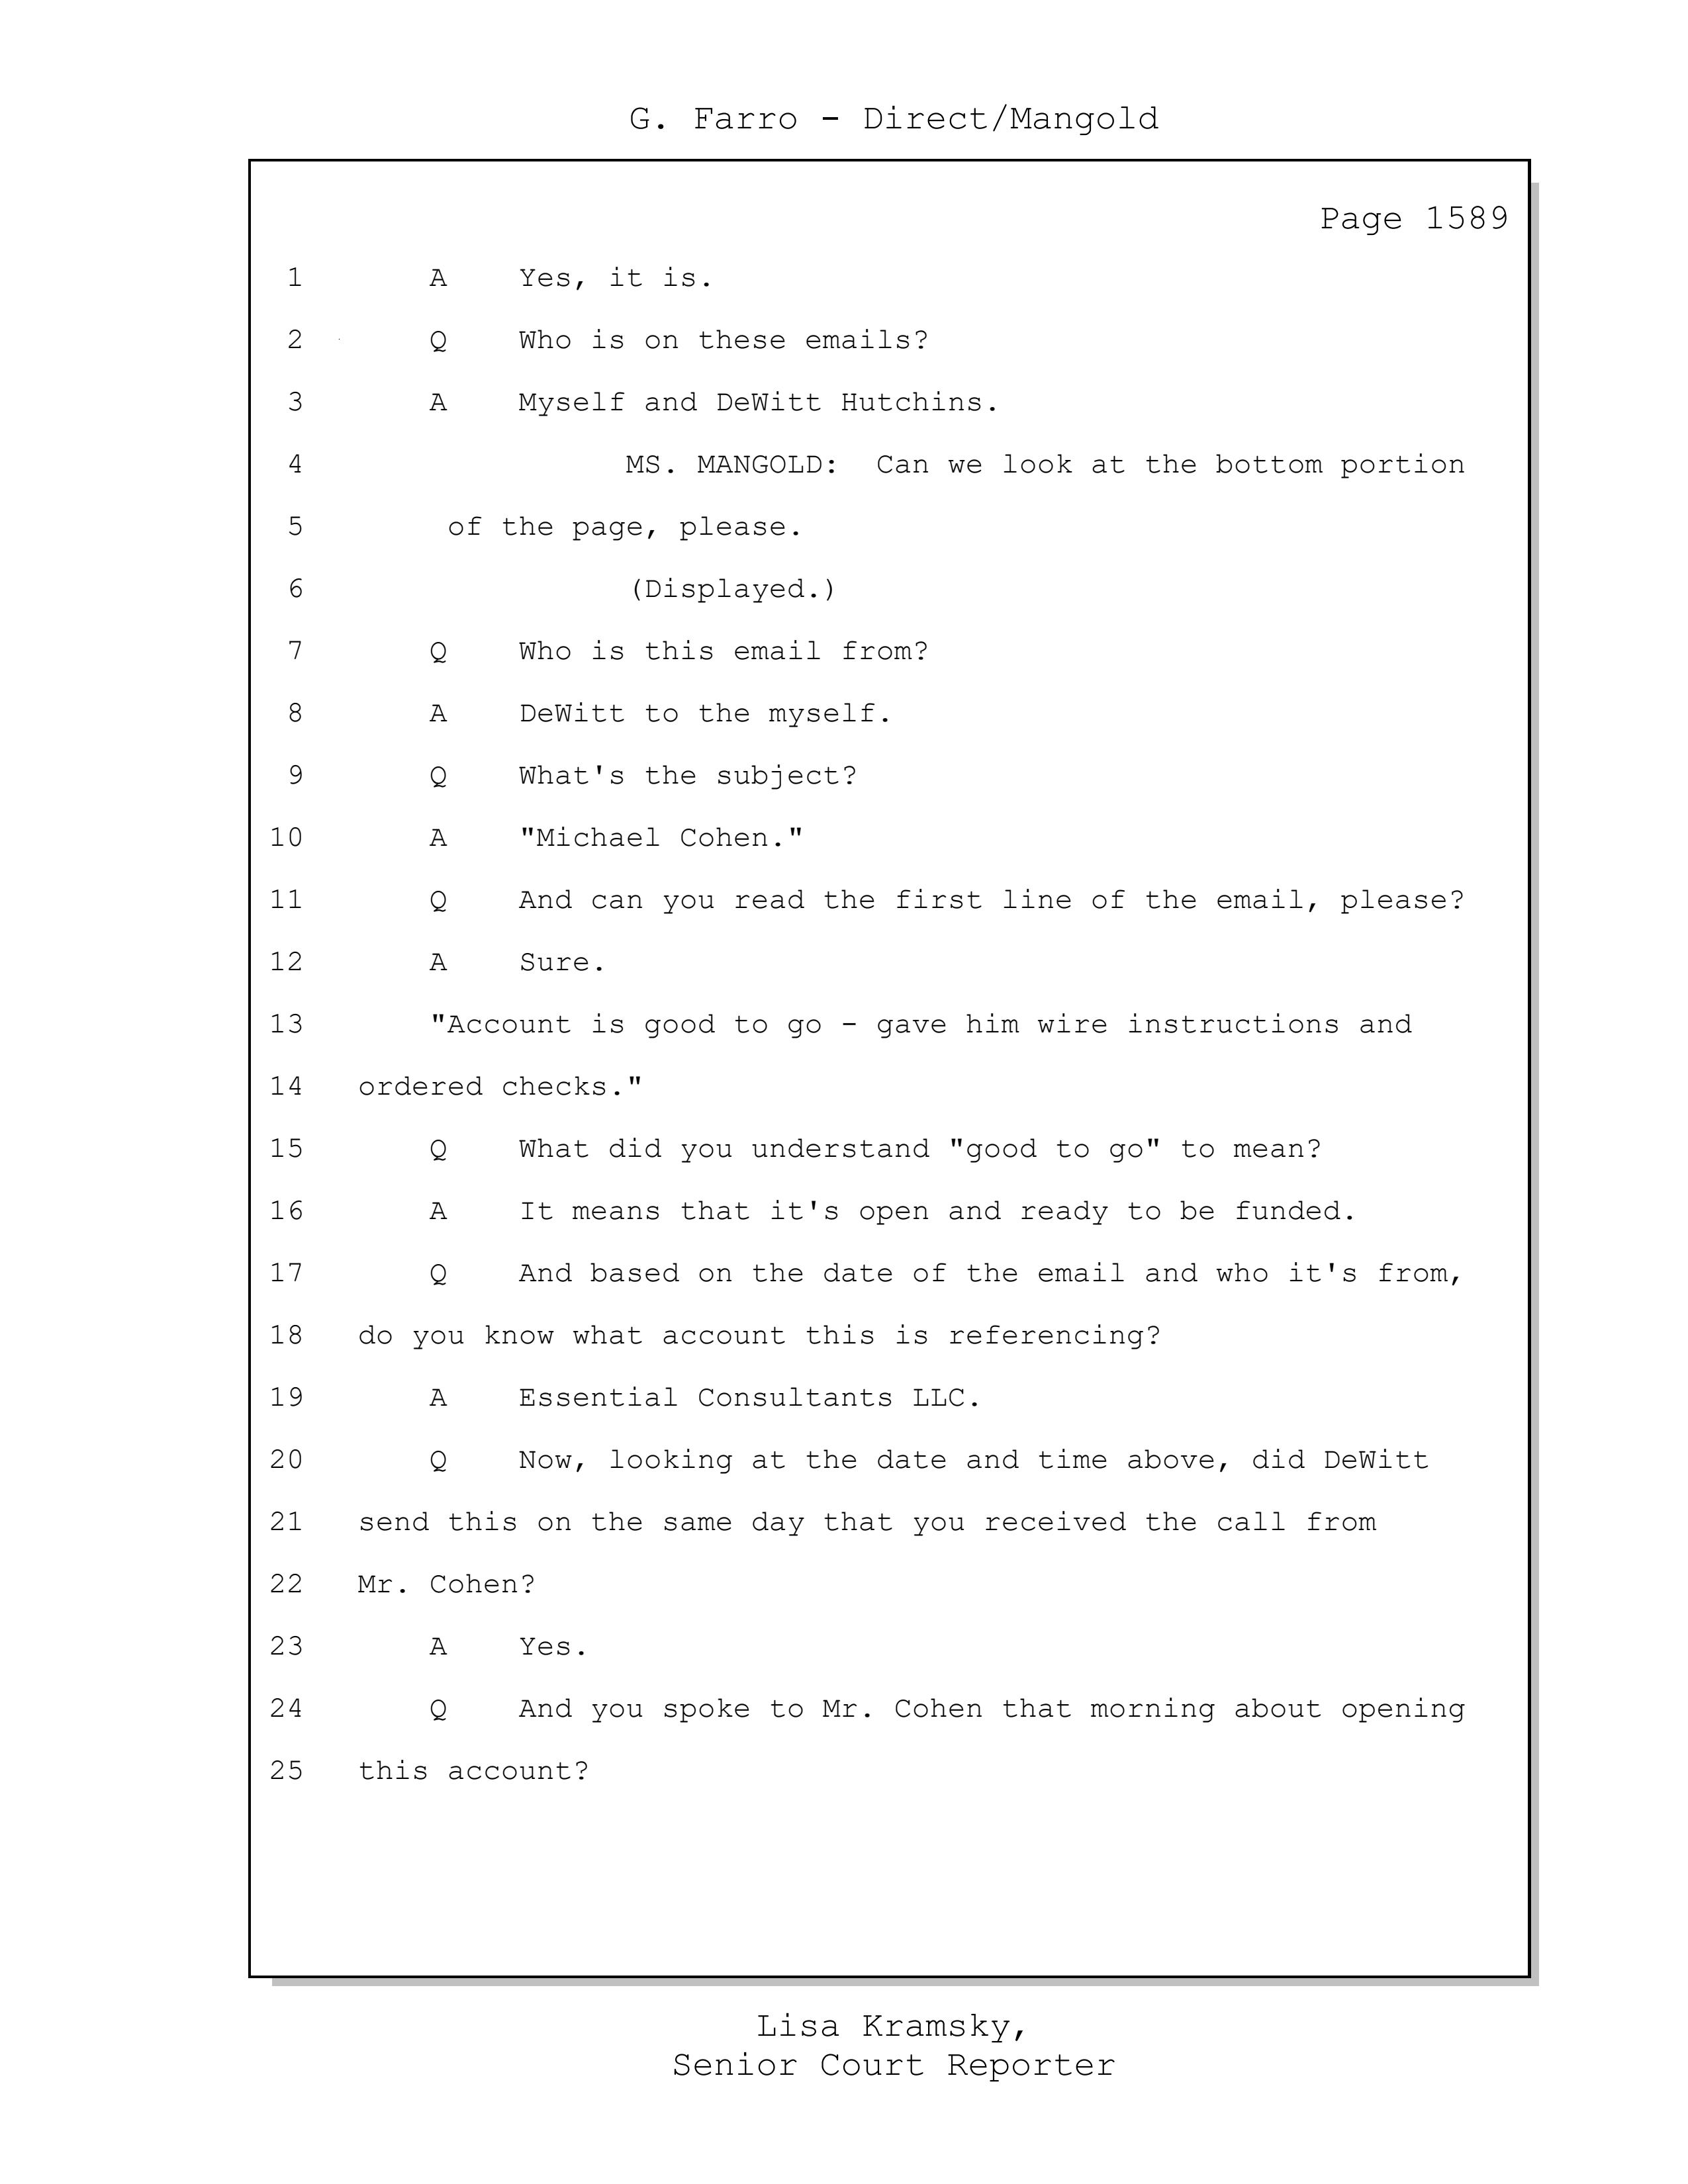 G. Farro - Direct/Mangold
Page 1589
1 A Yes, it is.
2 Q Who is on these emails?
3 A Myself and DeWitt Hutchins.
4 MS. MANGOLD: Can we look at the bottom portion
5 of the page, please.
6 (Displayed.)
7 Q Who is this email from?
8 A DeWitt to the myself.
9 Q What's the subject?
10 A "Michael Cohen."
11 Q And can you read the first line of the email, please?
12 A Sure.
13 "Account is good to go - gave him wire instructions and
14 ordered checks."
15 Q What did you understand "good to go" to mean?
16 A It means that it's open and ready to be funded.
17 Q And based on the date of the email and who it's from,
18 do you know what account this is referencing?
19 A Essential Consultants LLC.
20 Q Now, looking at the date and time above, did DeWitt
21 send this on the same day that you received the call from
22 Mr. Cohen?
23 A Yes.
24 Q And you spoke to Mr. Cohen that morning about opening
25 this account?
Lisa Kramsky,
Senior Court Reporter